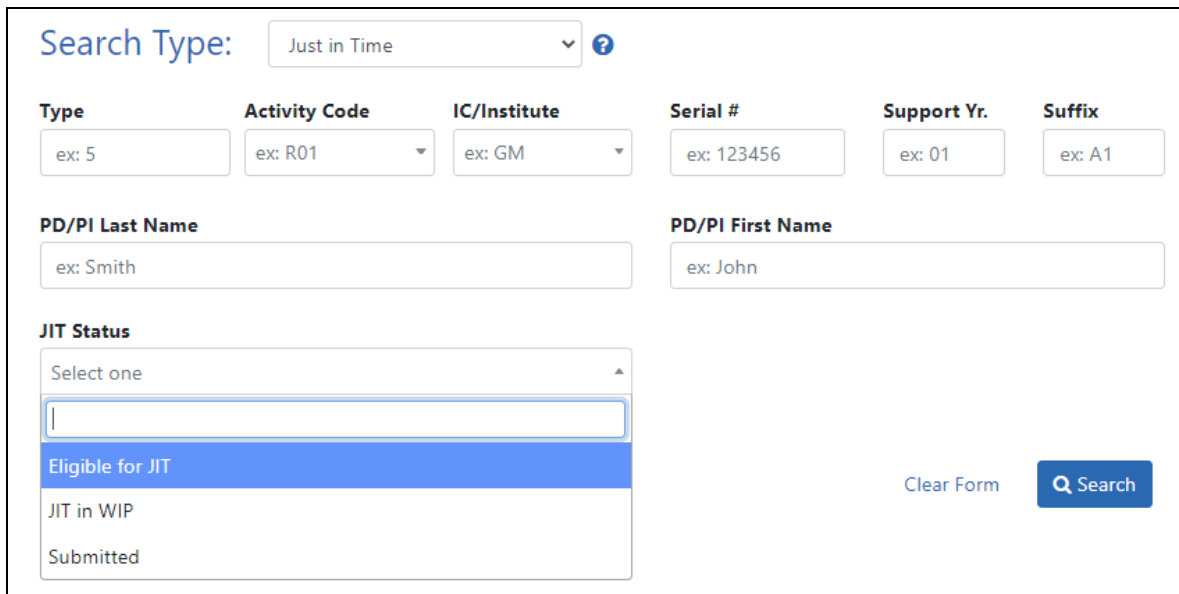 Search Type: Just in Time ?
Type Activity Code IC/Institute Serial # Support Yr. Suffix
ex: 5 ex: R01 ex: GM ex: 123456 ex: 01 ex: A1
PD/PI Last Name PD/PI First Name
ex: Smith ex: John
JIT Status
Select one
Eligible for JIT
JIT in WIP
Submitted
Clear Form Search